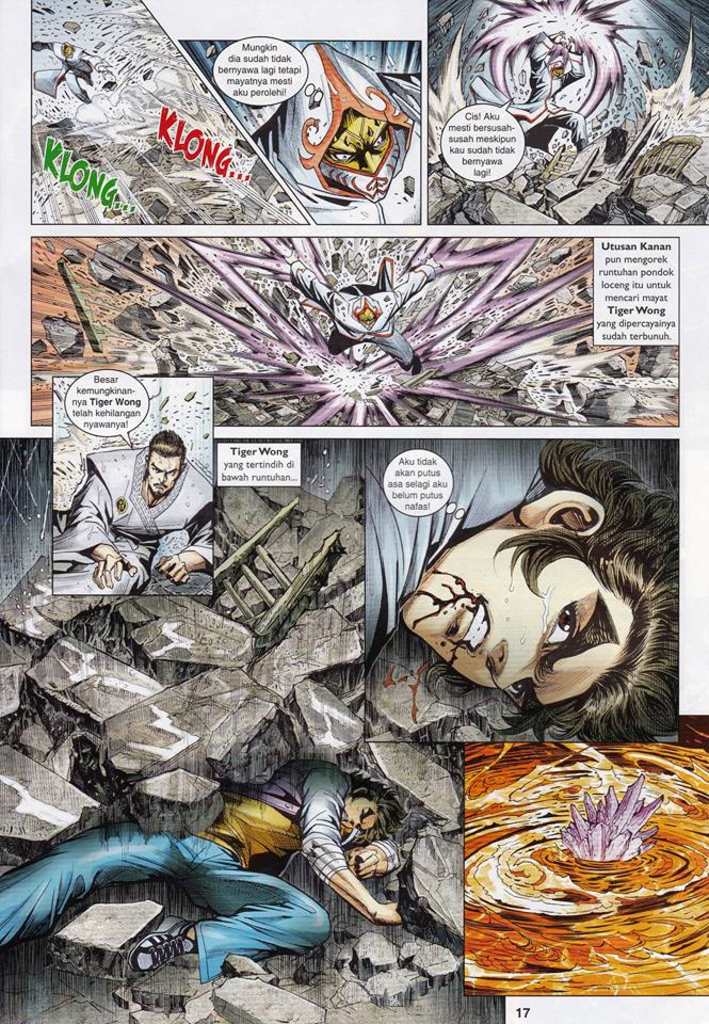 KLONG...
KLONG...
Mungkin
dia sudah tidak
bernyawa lagi tetapi
mayatnya mesti
aku perolehi!
Cis! Aku
mesti bersusah-
susah meskipun
kau sudah tidak
bernyawa
lagi!
Utusan Kanan
pun mengorek
runtuhan pondok
loceng itu untuk
mencari mayat
Tiger Wong
yang dipercayainya
sudah terbunuh.
Besar
kemungkinan-
nya Tiger Wong
telah kehilangan
nyawanya!
Tiger Wong
yang tertindih di
bawah runtuhan...
Aku tidak
akan putus
asa selagi aku
belum putus
nafas!
17